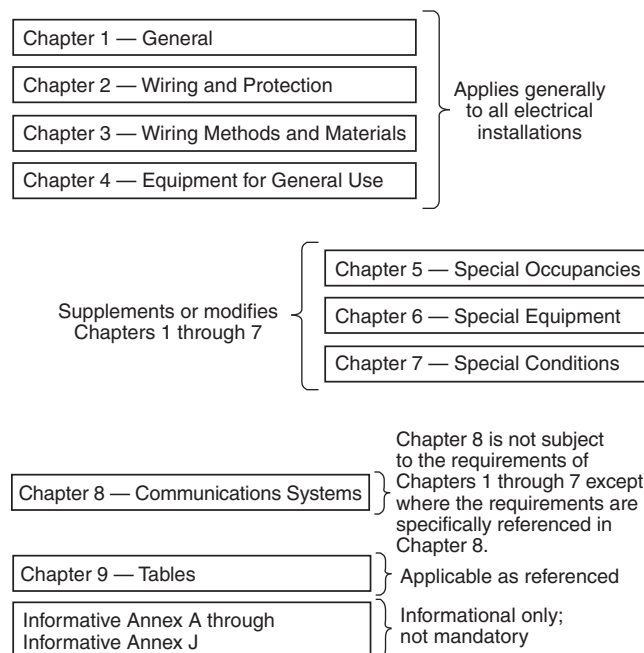 Chapter 1 — General
Chapter 2 — Wiring and Protection
Chapter 3 — Wiring Methods and Materials
Chapter 4 — Equipment for General Use
Applies generally
to all electrical
installations
Supplements or modifies
Chapters 1 through 7
Chapter 5 — Special Occupancies
Chapter 6 — Special Equipment
Chapter 7 — Special Conditions
Chapter 8 — Communications Systems
Chapter 8 is not subject
to the requirements of
Chapters 1 through 7 except
where the requirements are
specifically referenced in
Chapter 8.
Chapter 9 — Tables
Applicable as referenced
Informative Annex A through
Informative Annex J
Informational only;
not mandatory